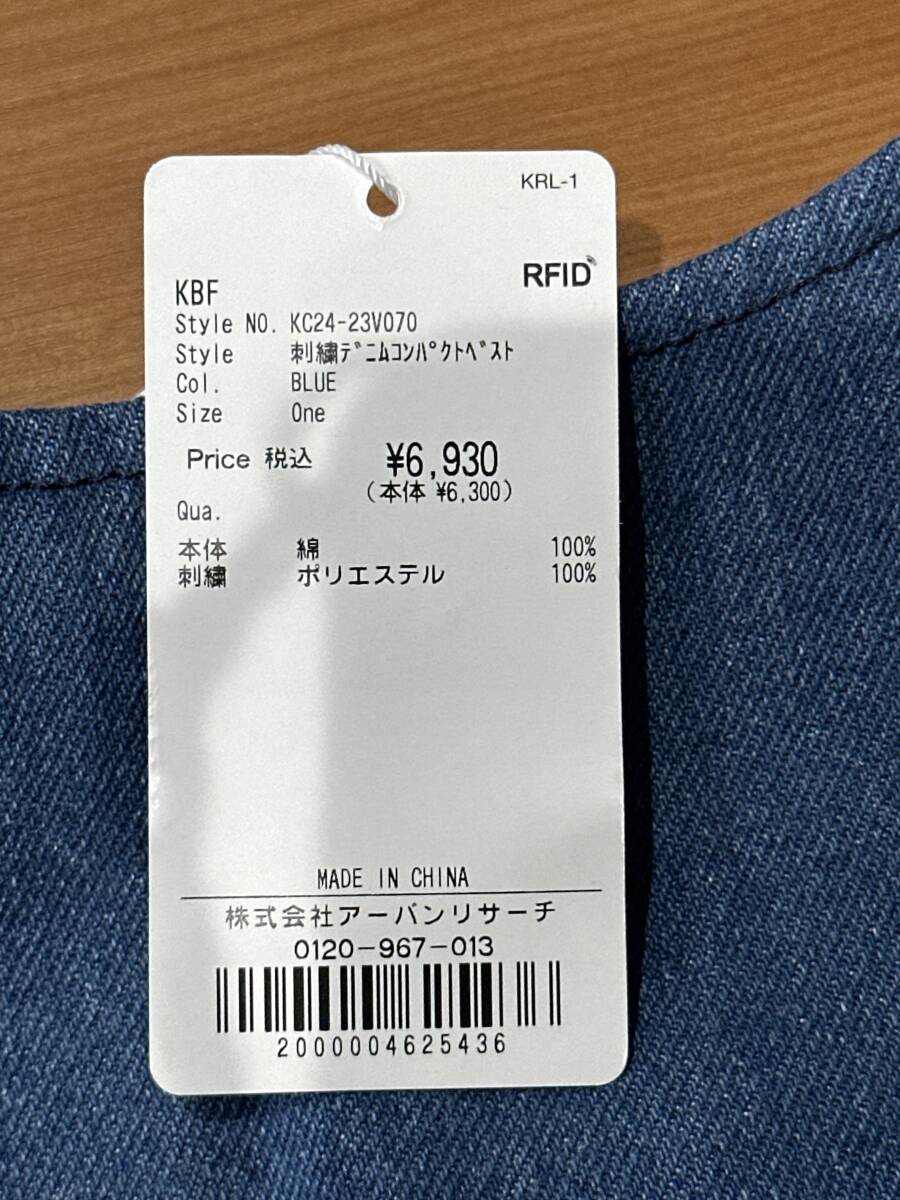 KRL-1
RFID
KBF
Style NO. KC24-23V070
Style 刺繍ﾃﾞﾆﾑｺﾝﾊﾟｸﾄﾍﾞｽﾄ
Col. BLUE
Size One
Price 税込 ¥6,930
(本体 ¥6,300)
Qua.
本体 綿 100%
刺繍 ポリエステル 100%
MADE IN CHINA
株式会社アーバンリサーチ
0120-967-013
2000004625436